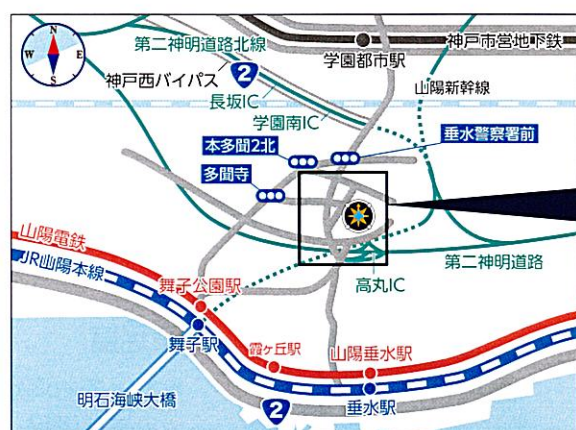 N
W
E
S
第二神明道路北線
学園都市駅
神戸市営地下鉄
神戸西バイパス
2
長坂IC
山陽新幹線
学園南IC
本多聞2北
垂水警察署前
多聞寺
山陽電鉄
JR山陽本線
第二神明道路
高丸IC
舞子公園駅
舞子駅
霞ヶ丘駅
山陽垂水駅
明石海峡大橋
2
垂水駅